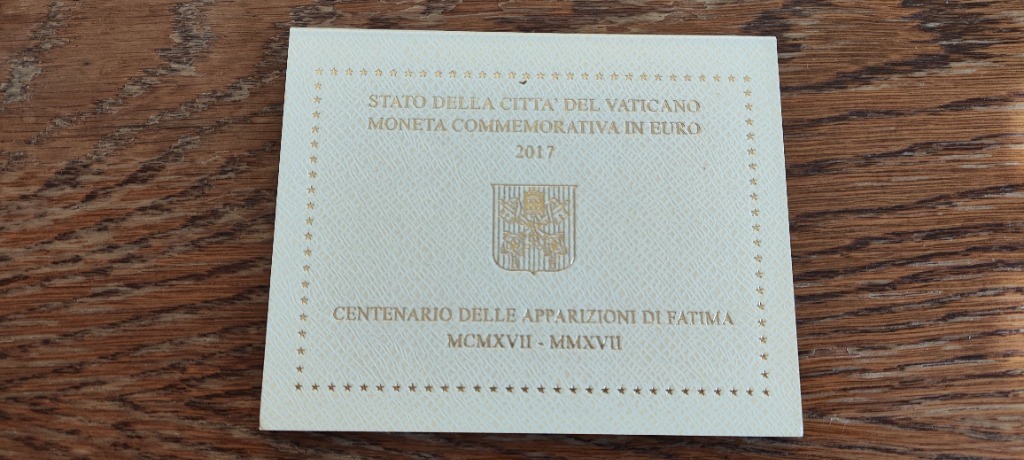 STATO DELLA CITTA' DEL VATICANO
MONETA COMMEMORATIVA IN EURO
2017
CENTENARIO DELLE APPARIZIONI DI FATIMA
MCMXVII - MMXVII